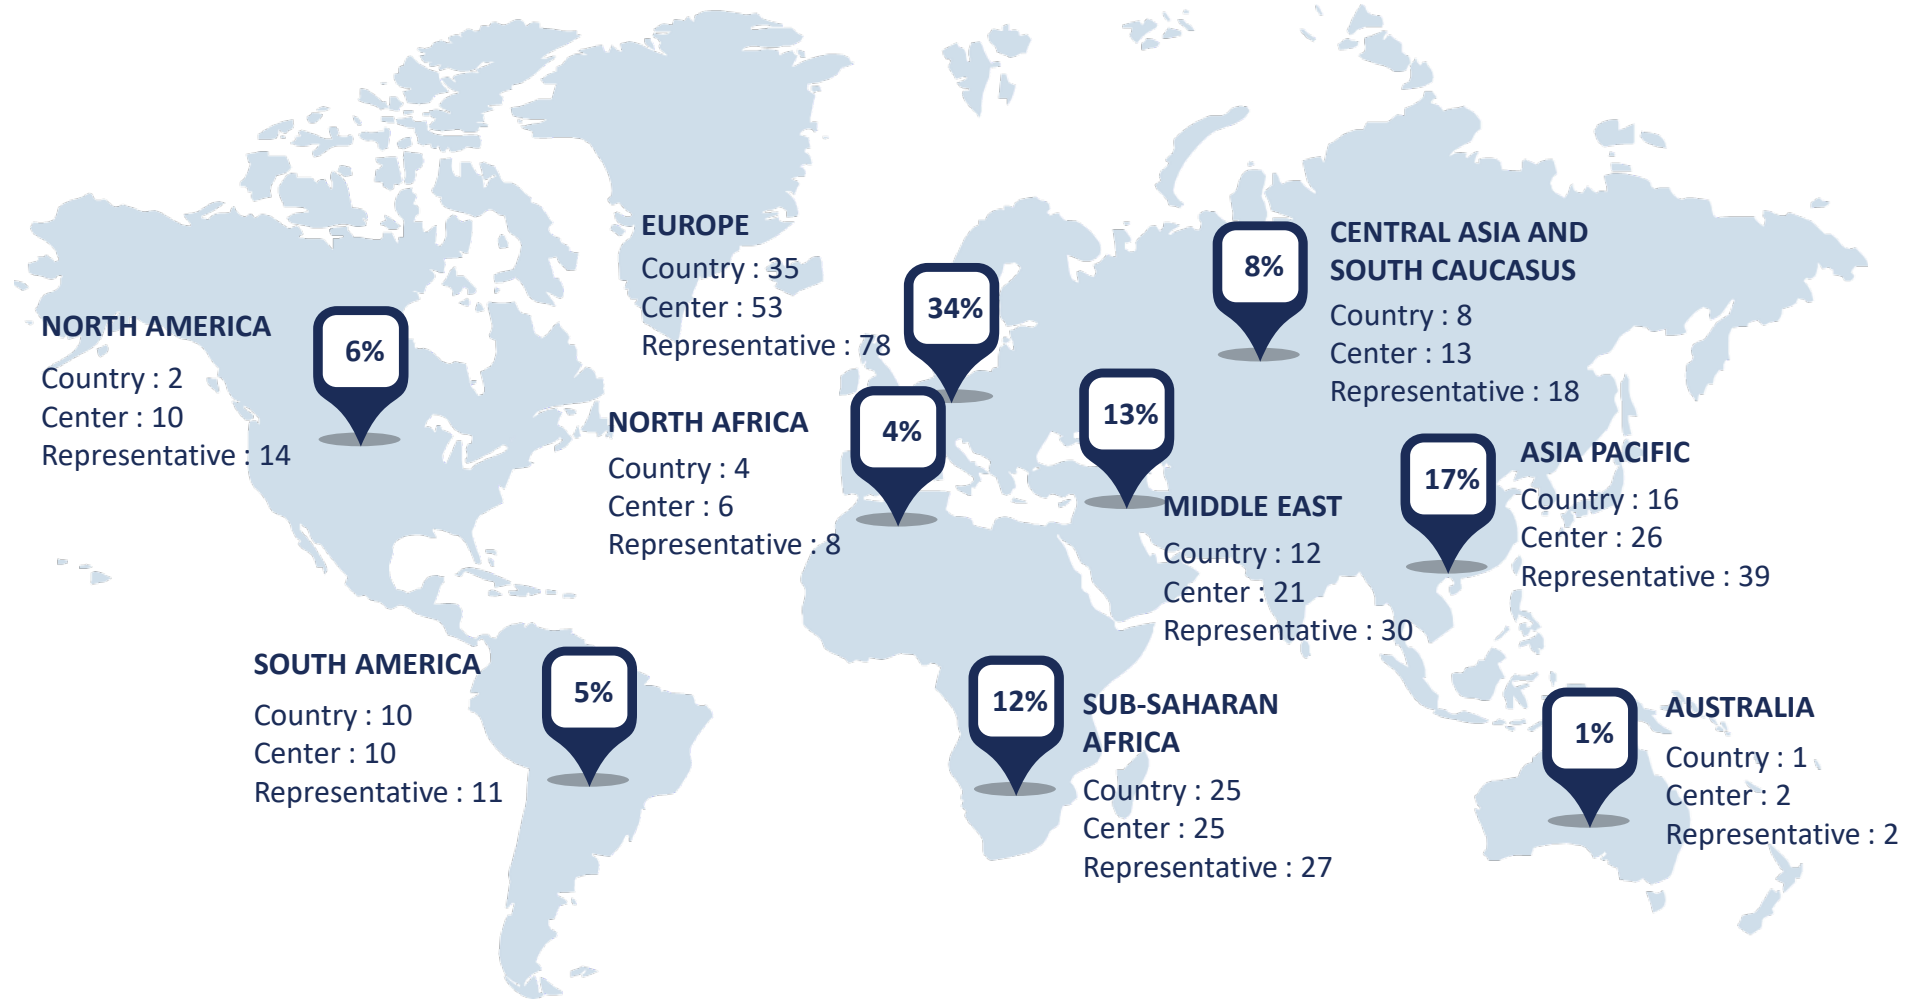 EUROPE
Country : 35
Center : 53
Representative : 78
34%
8%
CENTRAL ASIA AND
SOUTH CAUCASUS
Country : 8
Center : 13
Representative : 18
NORTH AMERICA
Country : 2
Center : 10
Representative : 14
6%
NORTH AFRICA
Country : 4
Center : 6
Representative : 8
4%
13%
MIDDLE EAST
Country : 12
Center : 21
Representative : 30
17%
ASIA PACIFIC
Country : 16
Center : 26
Representative : 39
SOUTH AMERICA
Country : 10
Center : 10
Representative : 11
5%
12%
SUB-SAHARAN
AFRICA
Country : 25
Center : 25
Representative : 27
1%
AUSTRALIA
Country : 1
Center : 2
Representative : 2